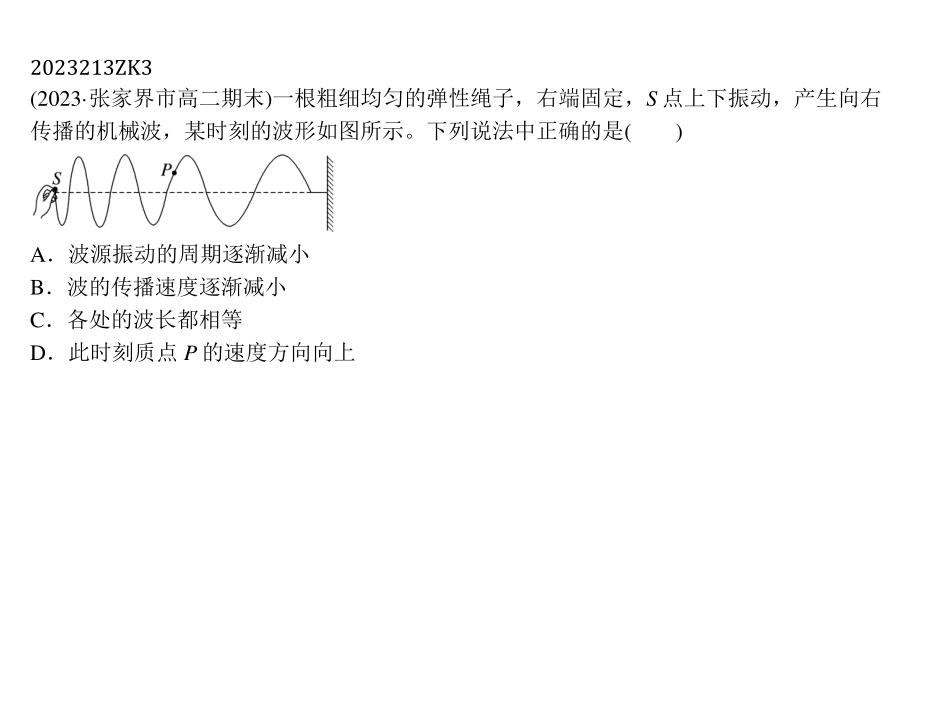 2023213ZK3
(2023·张家界市高二期末)一根粗细均匀的弹性绳子，右端固定，S 点上下振动，产生向右
传播的机械波，某时刻的波形如图所示。下列说法中正确的是(　　)
S
P
A．波源振动的周期逐渐减小
B．波的传播速度逐渐减小
C．各处的波长都相等
D．此时刻质点 P 的速度方向向上